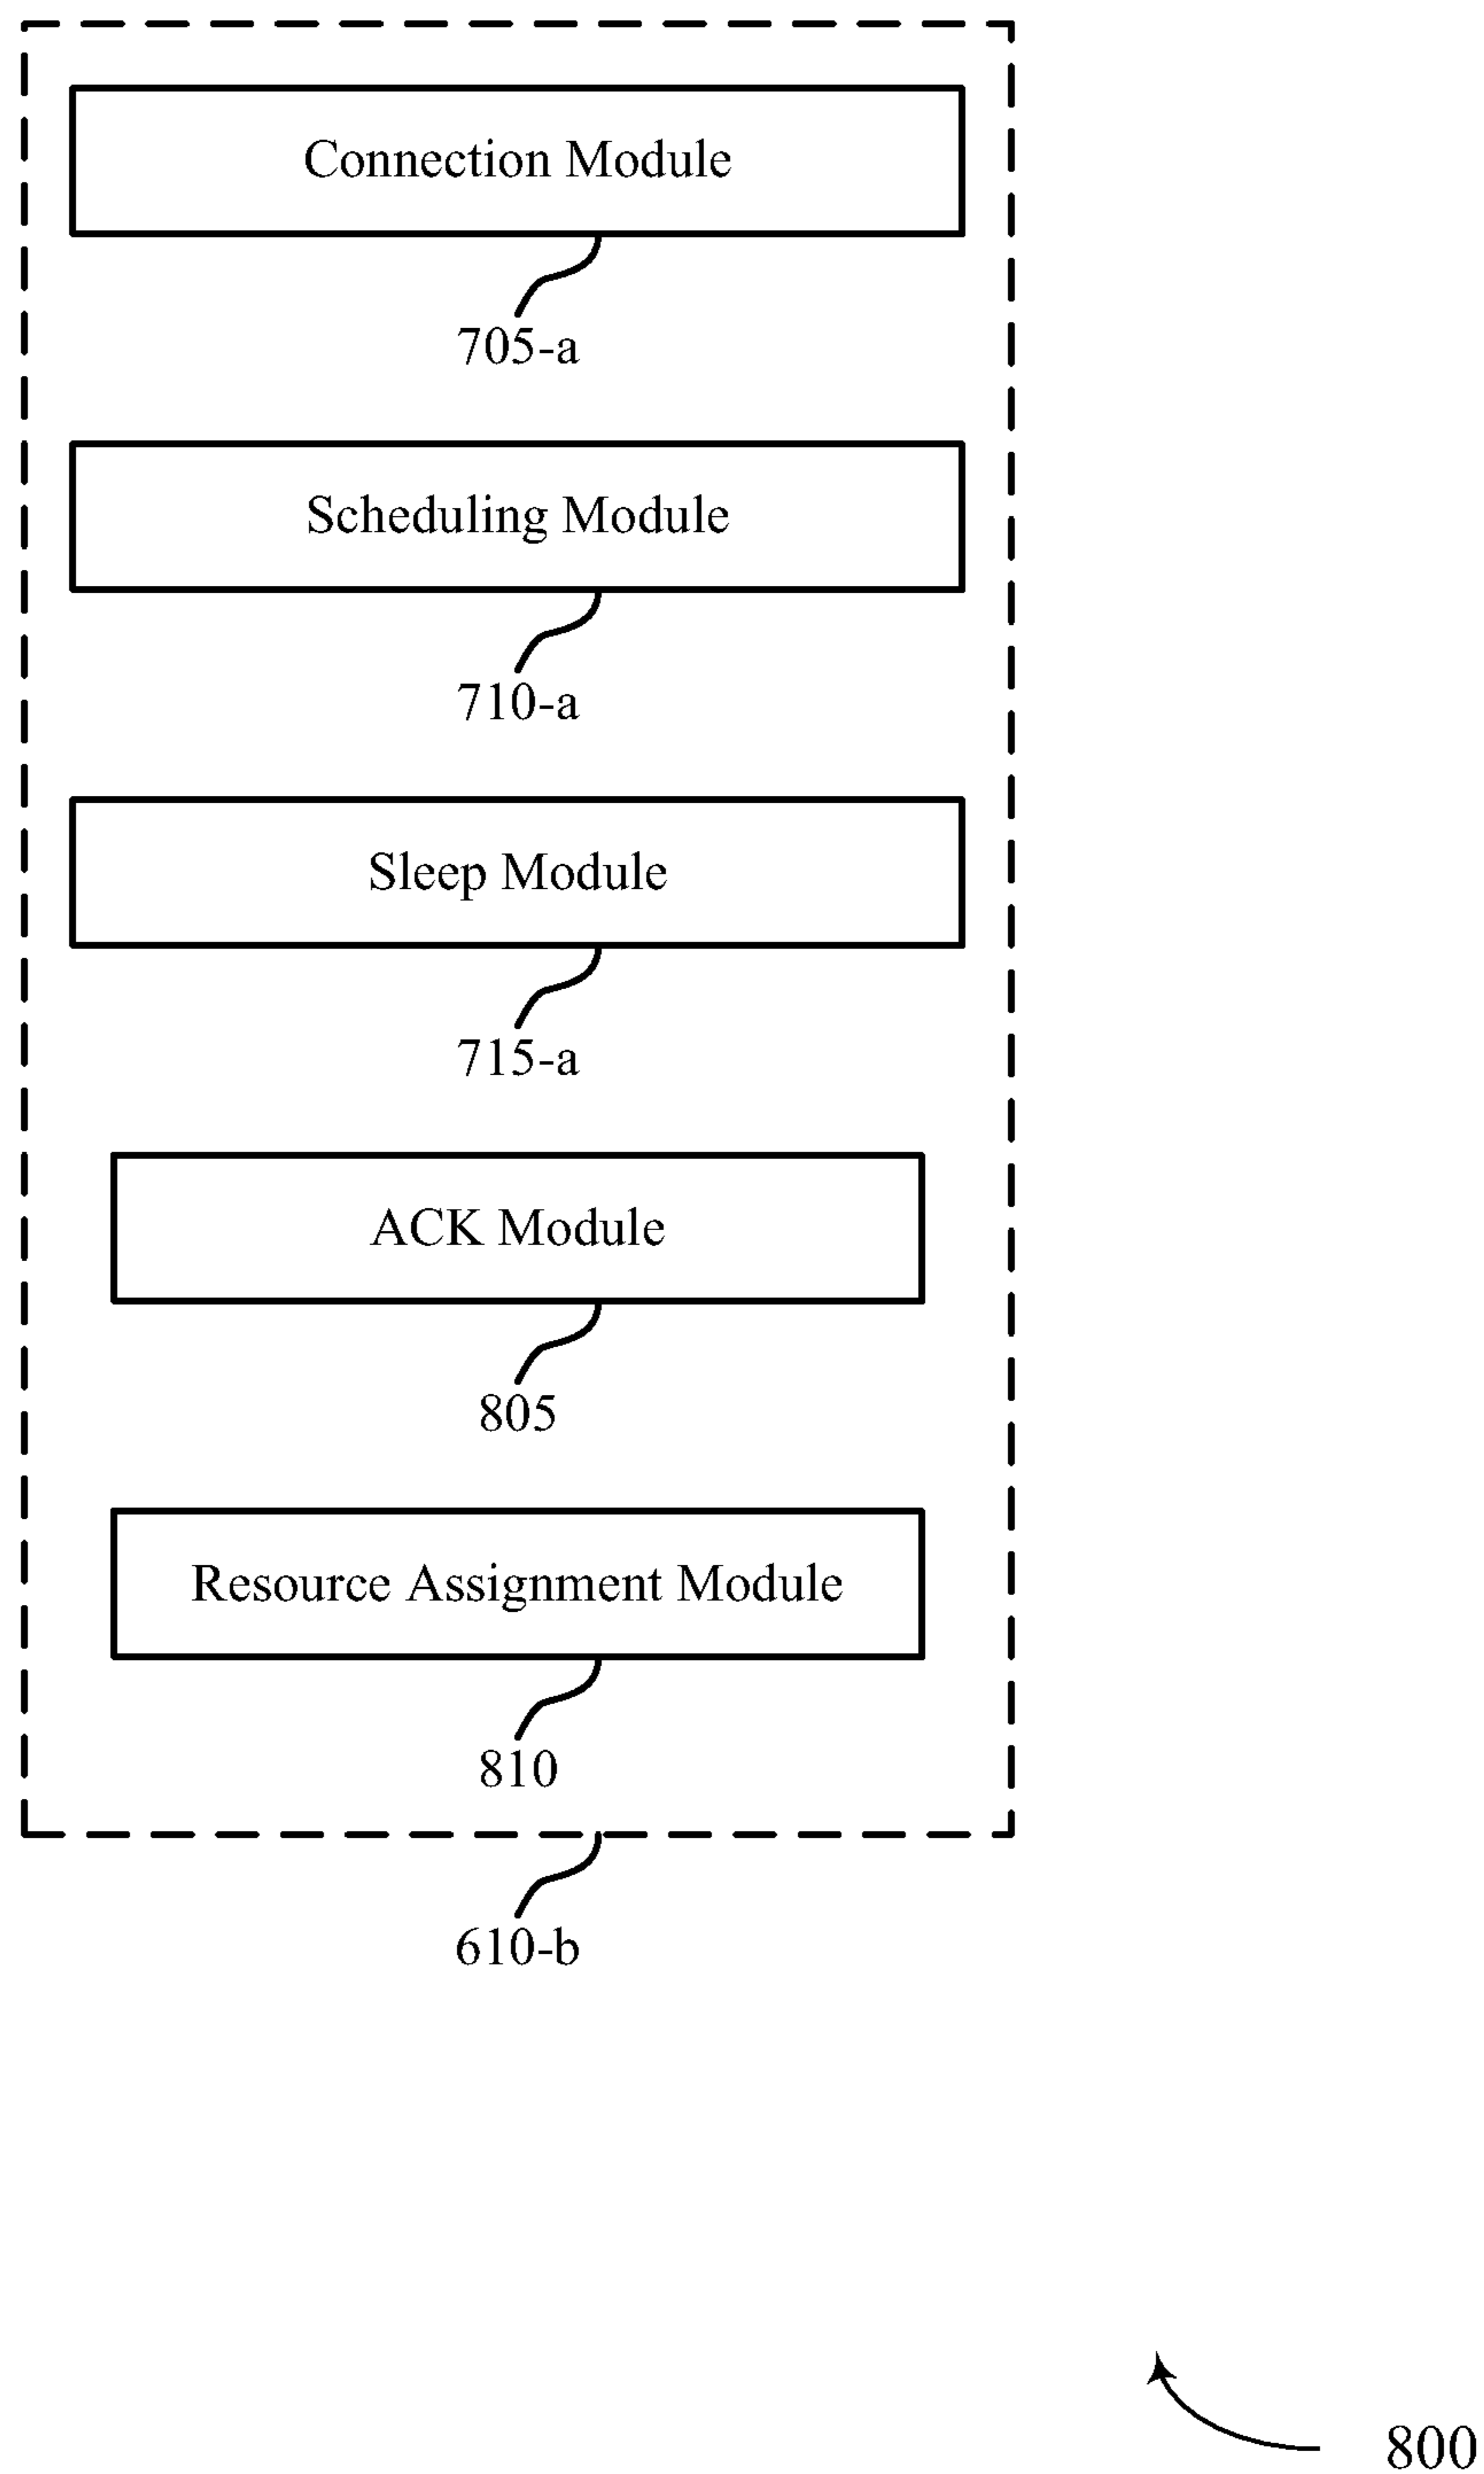 Connection Module
705-a
Scheduling Module
710-a
Sleep Module
715-a
ACK Module
805
Resource Assignment Module
810
610-b
800